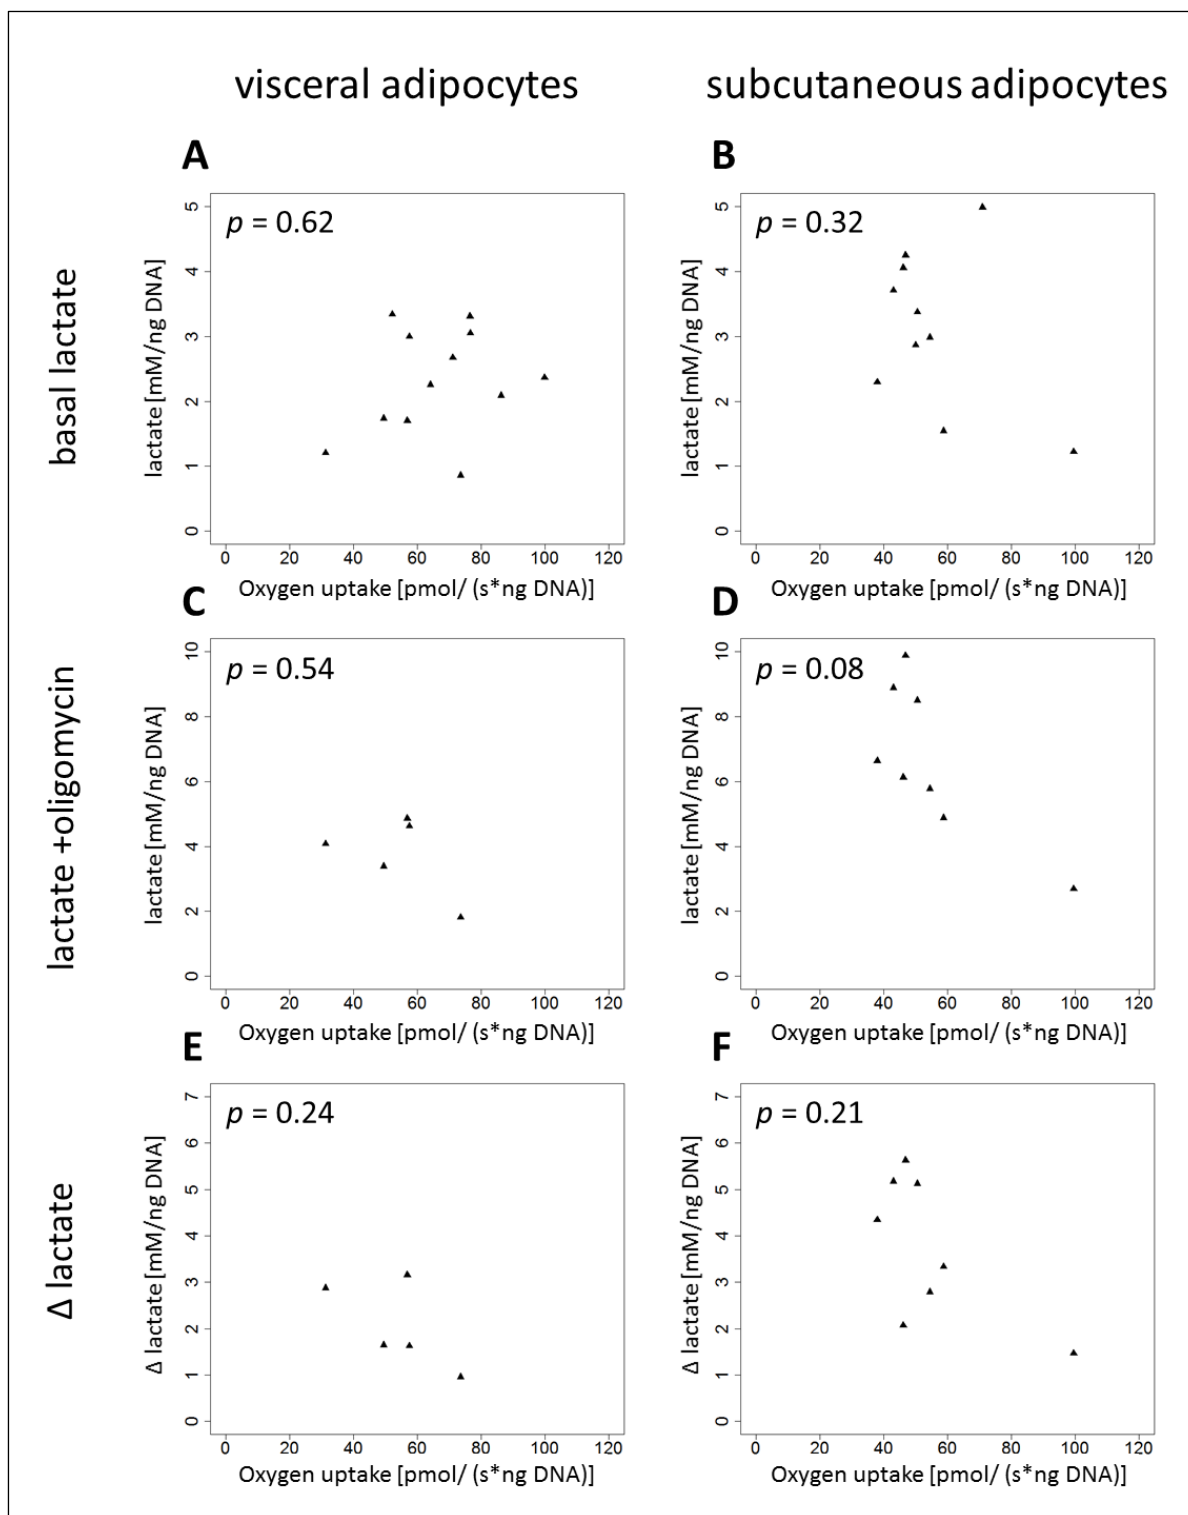 visceral adipocytes
subcutaneous adipocytes
basal lactate
A
p = 0.62
lactate [mM/ng DNA]
5
4
3
2
1
0
0 20 40 60 80 100 120
Oxygen uptake [pmol/ (s*ng DNA)]
B
p = 0.32
lactate [mM/ng DNA]
5
4
3
2
1
0
0 20 40 60 80 100 120
Oxygen uptake [pmol/ (s*ng DNA)]
lactate +oligomycin
C
p = 0.54
lactate [mM/ng DNA]
10
8
6
4
2
0
0 20 40 60 80 100 120
Oxygen uptake [pmol/ (s*ng DNA)]
D
p = 0.08
lactate [mM/ng DNA]
10
8
6
4
2
0
0 20 40 60 80 100 120
Oxygen uptake [pmol/ (s*ng DNA)]
Δ lactate
E
p = 0.24
Δ lactate [mM/ng DNA]
7
6
5
4
3
2
1
0
0 20 40 60 80 100 120
Oxygen uptake [pmol/ (s*ng DNA)]
F
p = 0.21
Δ lactate [mM/ng DNA]
7
6
5
4
3
2
1
0
0 20 40 60 80 100 120
Oxygen uptake [pmol/ (s*ng DNA)]